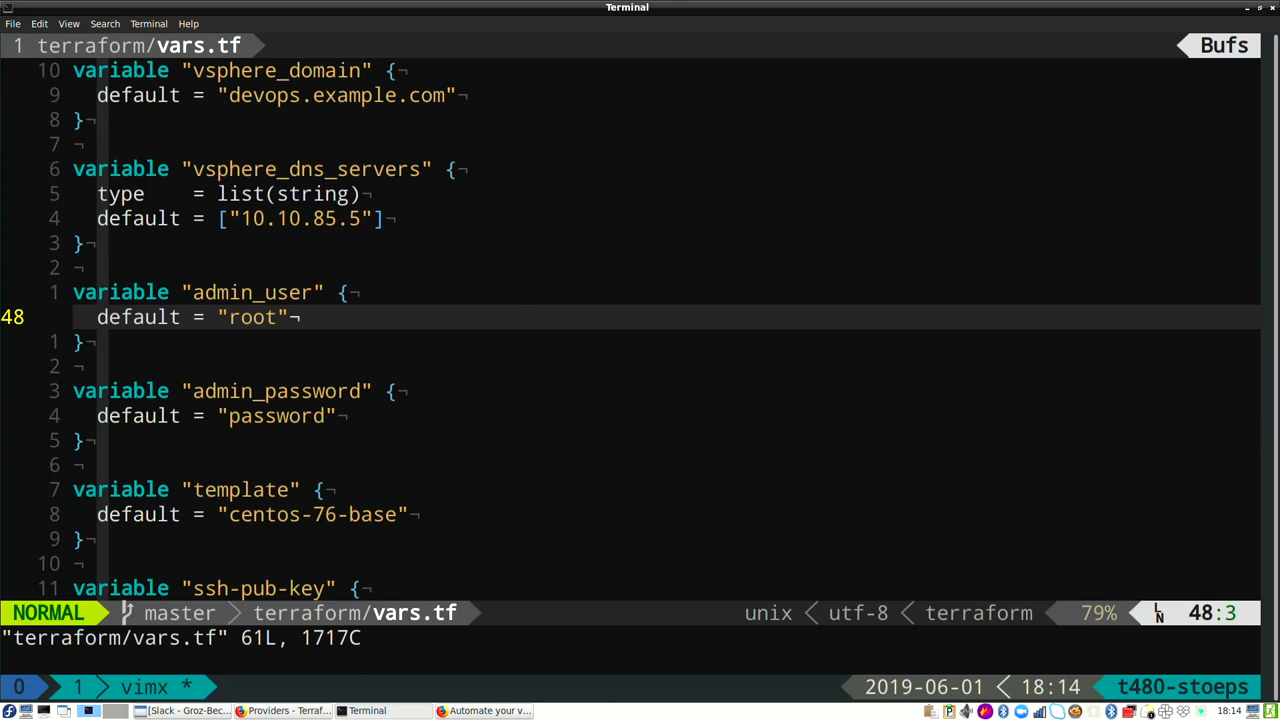 Terminal
File Edit View Search Terminal Help
1 terraform/vars.tf Bufs
10 variable "vsphere_domain" {¬
9 default = "devops.example.com"¬
8 }¬
7 ¬
6 variable "vsphere_dns_servers" {¬
5 type = list(string)¬
4 default = ["10.10.85.5"]¬
3 }¬
2 ¬
1 variable "admin_user" {¬
48 default = "root"¬
1 }¬
2 ¬
3 variable "admin_password" {¬
4 default = "password"¬
5 }¬
6 ¬
7 variable "template" {¬
8 default = "centos-76-base"¬
9 }¬
10 ¬
11 variable "ssh-pub-key" {¬
NORMAL master terraform/vars.tf unix utf-8 terraform 79% LN 48:3
"terraform/vars.tf" 61L, 1717C
0 1 vimx * 2019-06-01 18:14 t480-stoeps
[Slack - Groz-Bec... Providers - Terraf... Terminal Automate your v... 18:14